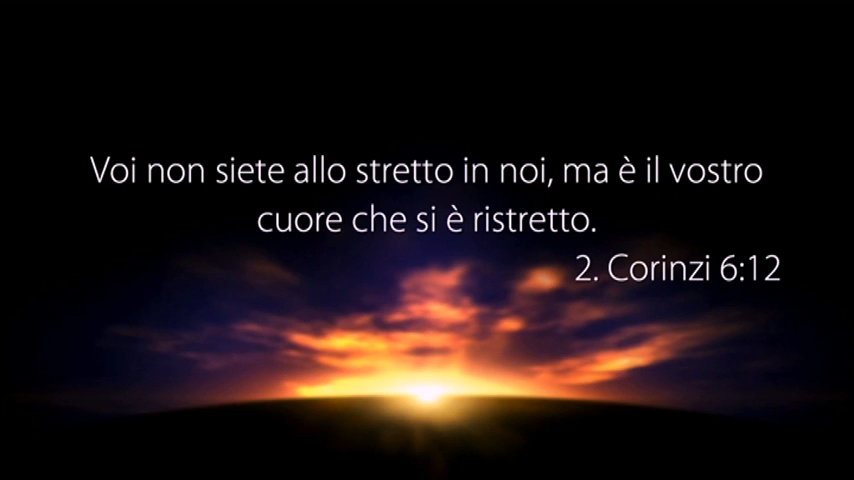 Voi non siete allo stretto in noi, ma è il vostro
cuore che si è ristretto.
2. Corinzi 6:12